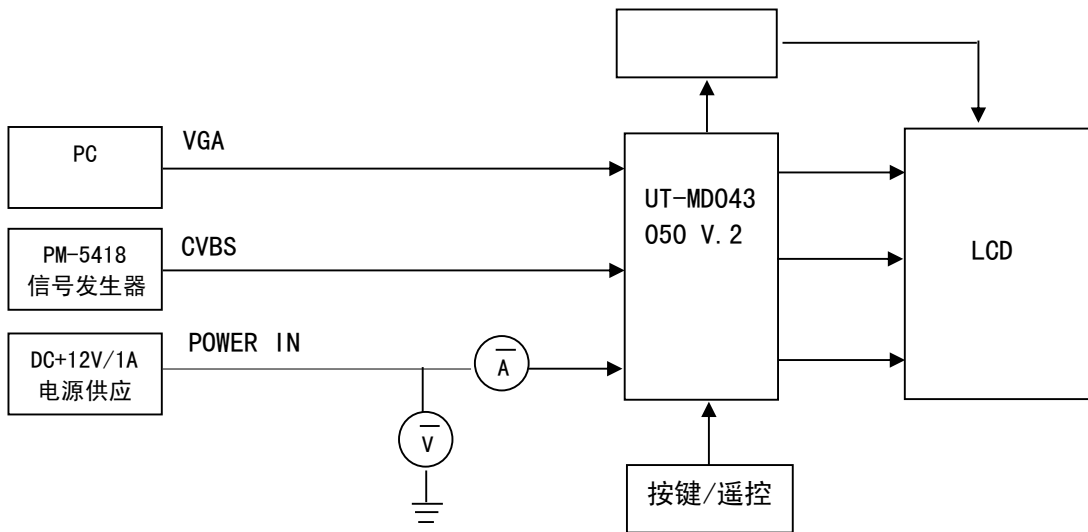 PC
VGA
UT-MD043
050 V.2
LCD
PM-5418
信号发生器
CVBS
DC+12V/1A
电源供应
POWER IN
A
V
按键/遥控